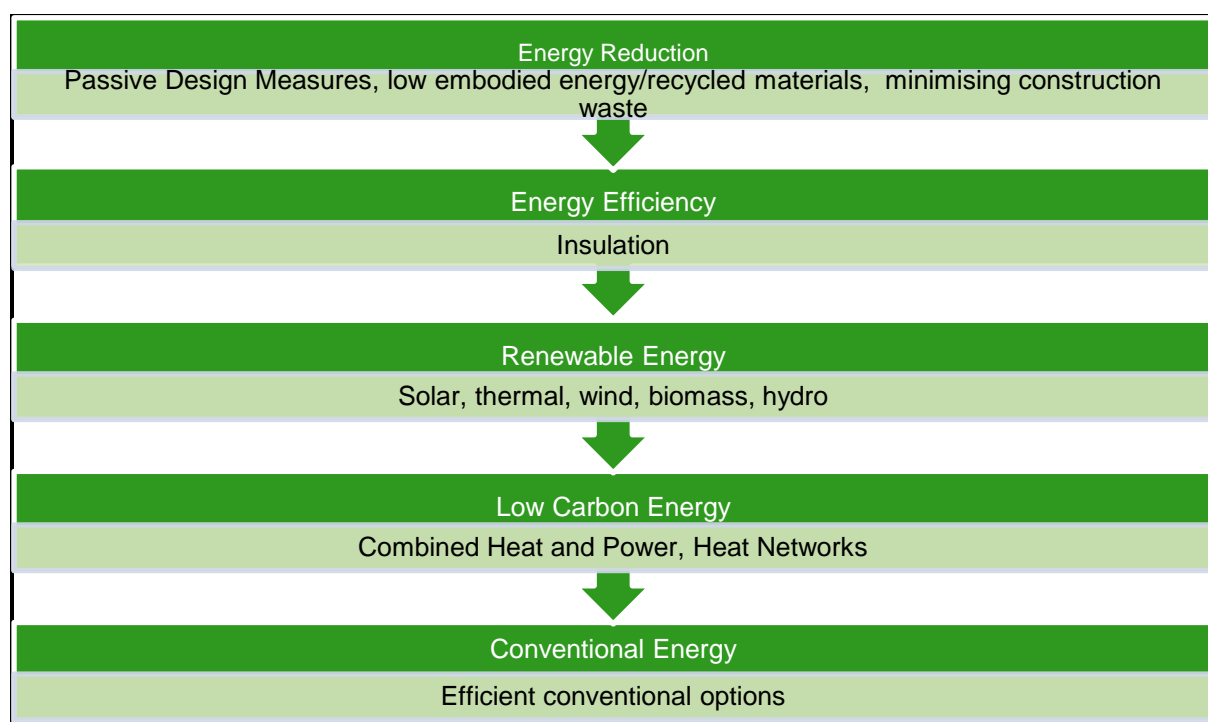 Energy Reduction
Passive Design Measures, low embodied energy/recycled materials,  minimising construction
waste
Energy Efficiency
Insulation
Renewable Energy
Solar, thermal, wind, biomass, hydro
Low Carbon Energy
Combined Heat and Power, Heat Networks
Conventional Energy
Efficient conventional options